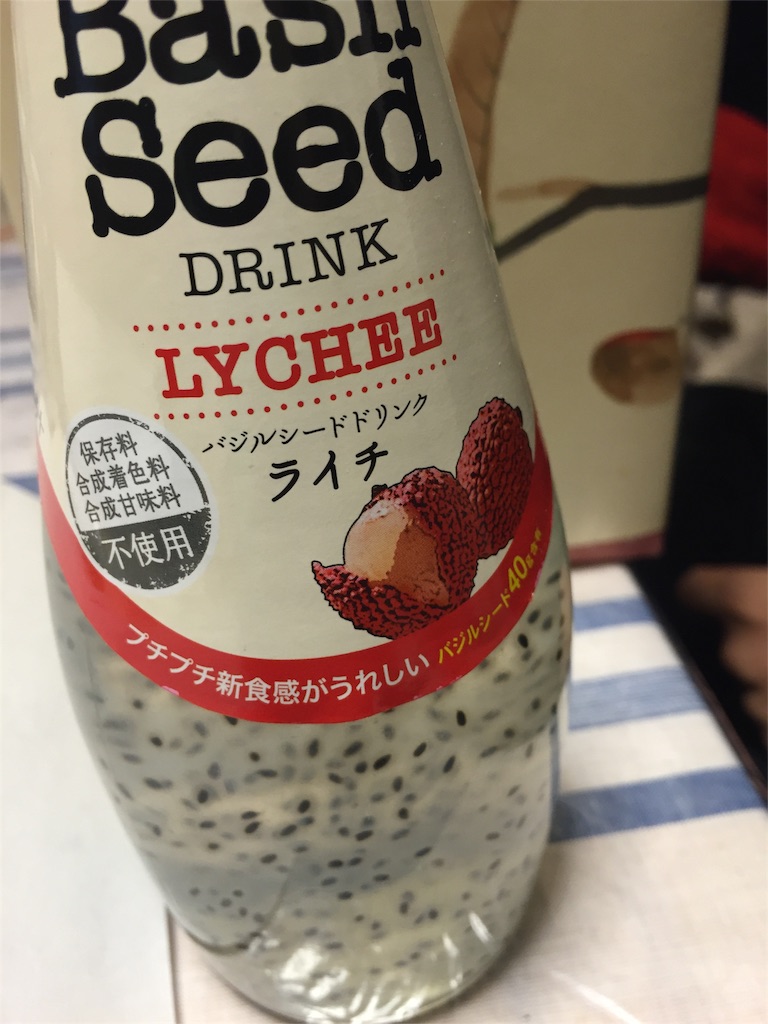 Basil
Seed
DRINK
LYCHEE
バジルシードドリンク
ライチ
保存料
合成着色料
合成甘味料
不使用
プチプチ新食感がうれしい
バジルシード40